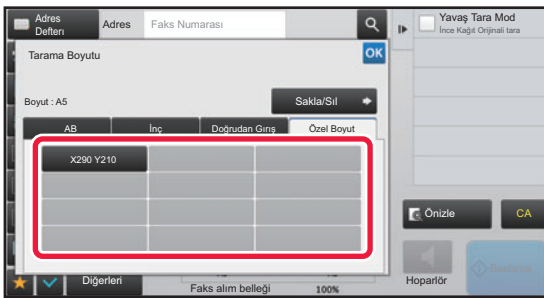 Adres Defteri
Adres
Faks Numarası
Yavaş Tara Mod
İnce Kağıt Orijinali tara
Tarama Boyutu
OK
Boyut : A5
Sakla/Sil
AB
İnç
Doğrudan Giriş
Özel Boyut
X290 Y210
Önizle
CA
Diğerleri
Faks alım belleği
100%
Hoparlör